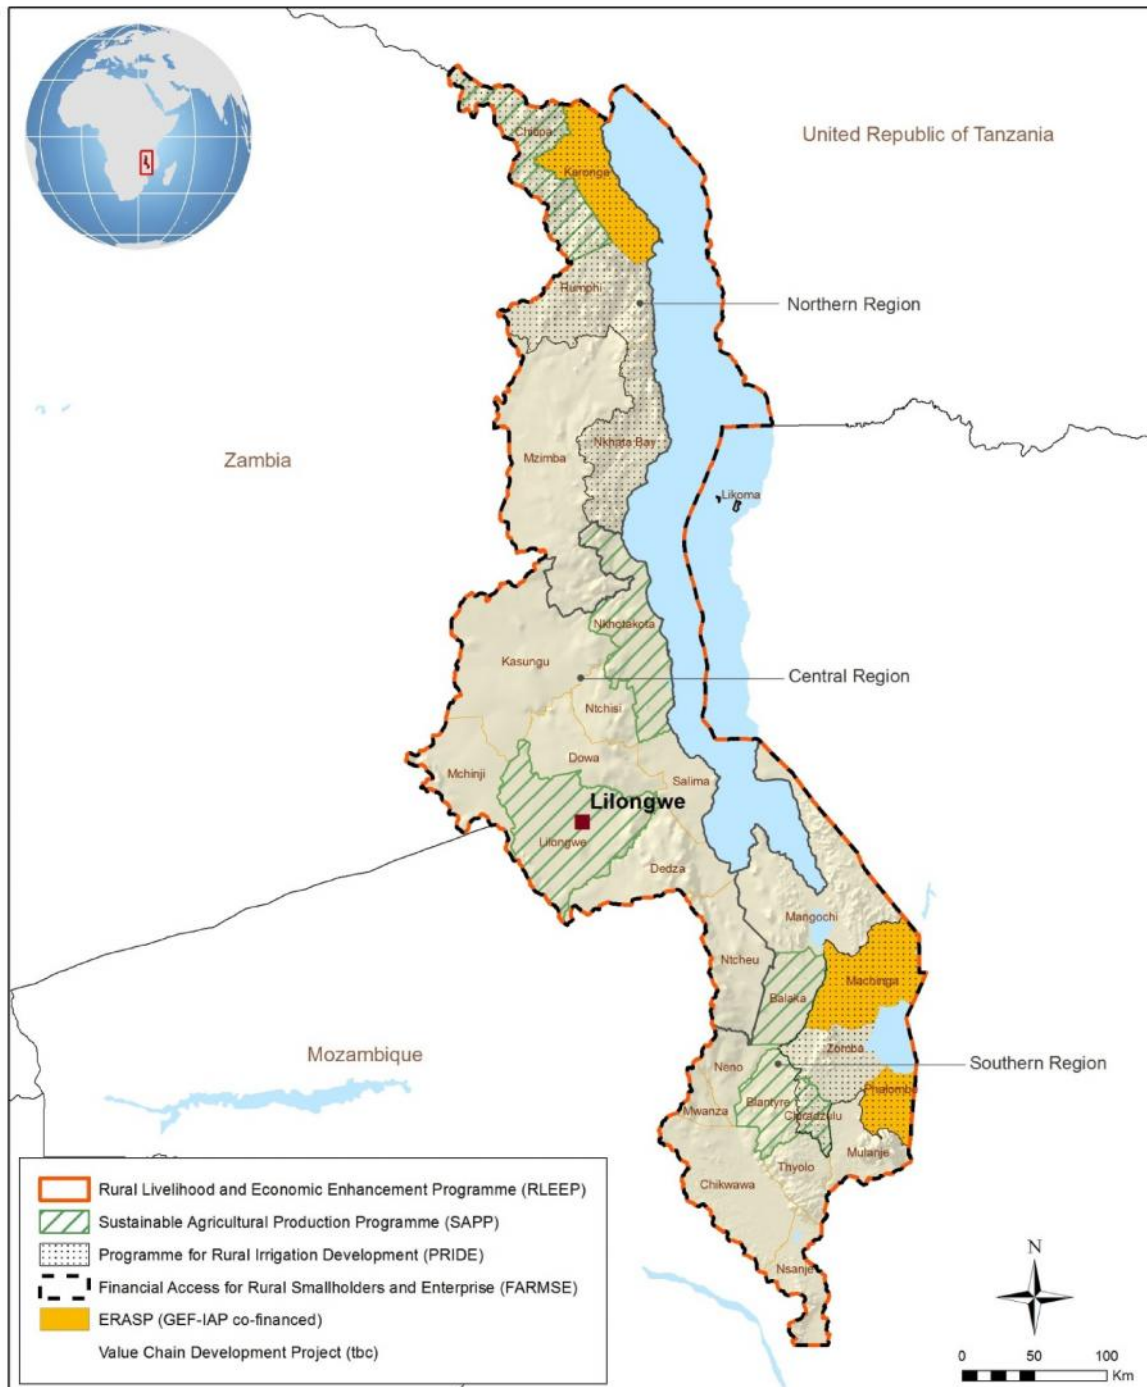 United Republic of Tanzania
Chitipa
Karonga
Rumphi
Northern Region
Nkhata Bay
Mzimba
Zambia
Likoma
Nkhotakota
Kasungu
Central Region
Ntchisi
Dowa
Mchinji
Salima
Lilongwe
Lilongwe
Dedza
Mangochi
Ntcheu
Machinga
Balaka
Zomba
Mozambique
Southern Region
Neno
Phalombe
Blantyre
Mwanza
Chiradzulu
Mulanje
Thyolo
Chikwawa
Nsanje
Rural Livelihood and Economic Enhancement Programme (RLEEP)
Sustainable Agricultural Production Programme (SAPP)
Programme for Rural Irrigation Development (PRIDE)
Financial Access for Rural Smallholders and Enterprise (FARMSE)
ERASP (GEF-IAP co-financed)
Value Chain Development Project (tbc)
N
0 50 100
Km